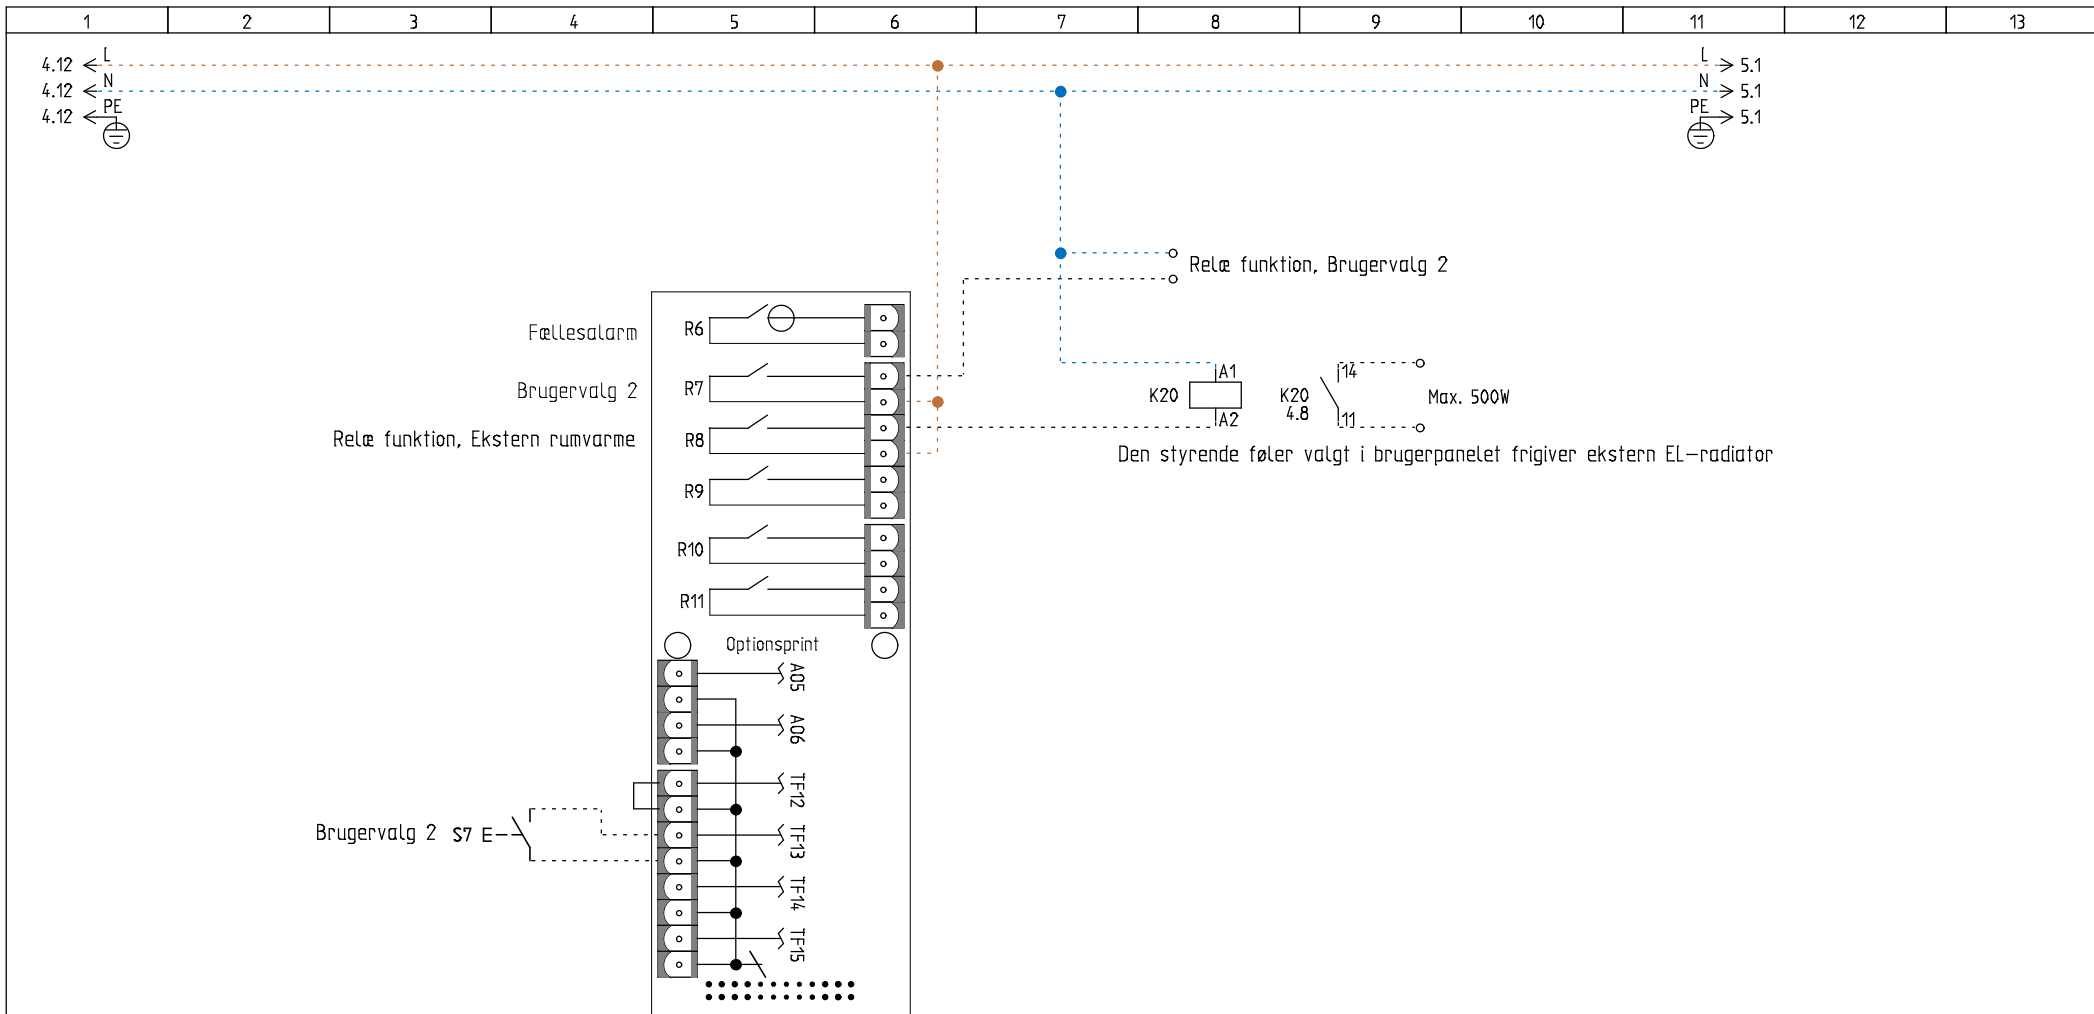 1 2 3 4 5 6 7 8 9 10 11 12 13
4.12 L L 5.1
4.12 N N 5.1
4.12 PE PE 5.1
Relæ funktion, Brugervalg 2
Fællesalarm R6
Brugervalg 2 R7
Relæ funktion, Ekstern rumvarme R8
R9
R10
R11
A1
K20
A2
14
K20
4.8
11
Max. 500W
Den styrende føler valgt i brugerpanelet frigiver ekstern EL-radiator
Optionsprint
AO5
AO6
TF12
Brugervalg 2 S7
TF13
TF14
TF15